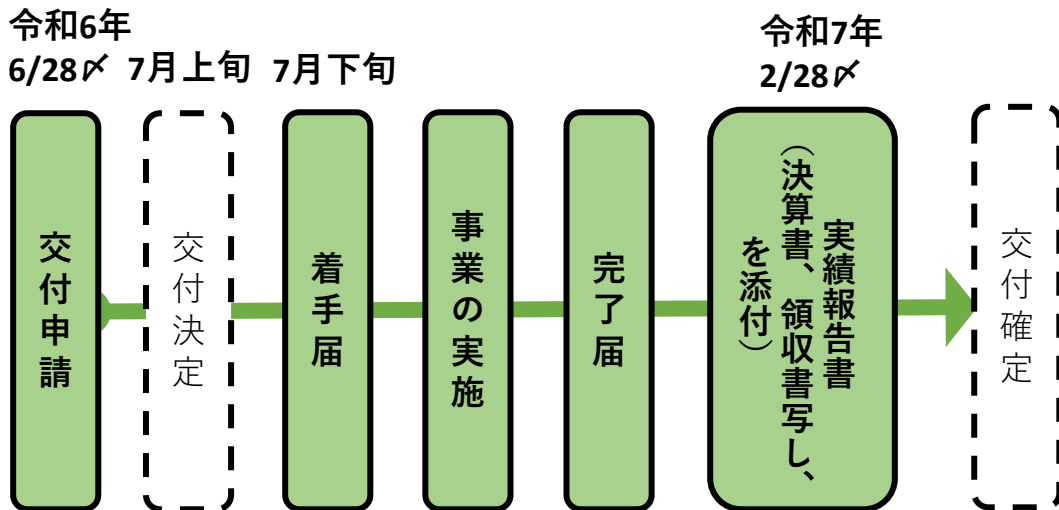 令和6年
6/28〆
7月上旬
7月下旬
令和7年
2/28〆
交付申請
交付決定
着手届
事業の実施
完了届
実績報告書
（決算書、領収書写し、
を添付）
交付確定